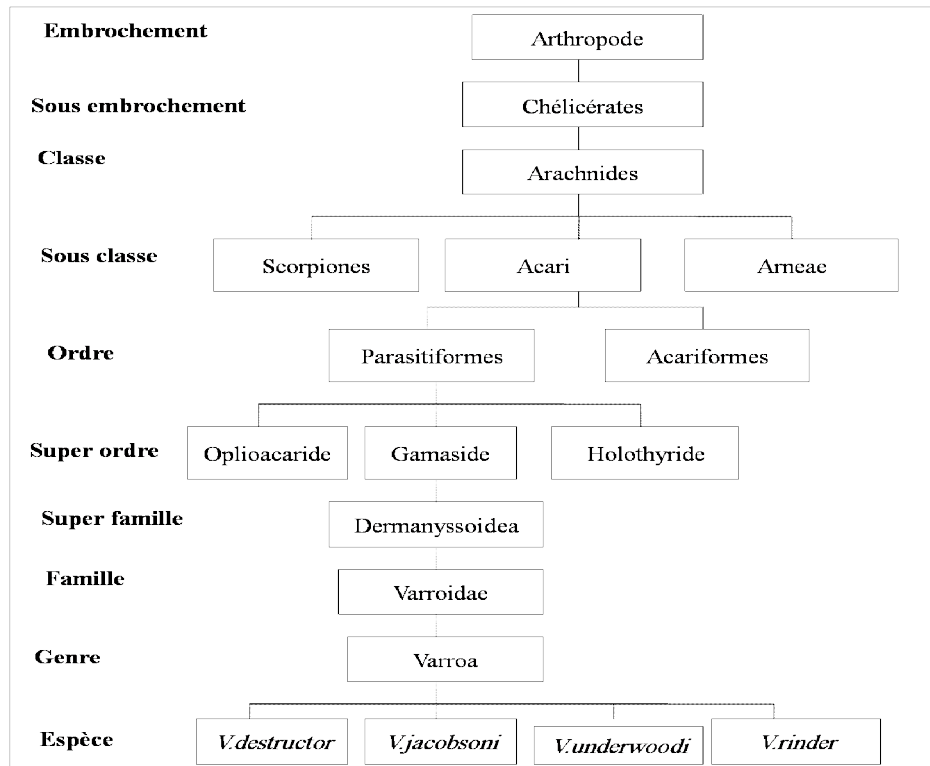 Embrochement Arthropode
Sous embrochement Chélicérates
Classe Arachnides
Sous classe Scorpiones Acari Arneae
Ordre Parasitiformes Acariformes
Super ordre Oplioacaride Gamaside Holothyride
Super famille Dermanyssoidea
Famille Varroidae
Genre Varroa
Espèce V.destructor V.jacobsoni V.underwoodi V.rinder